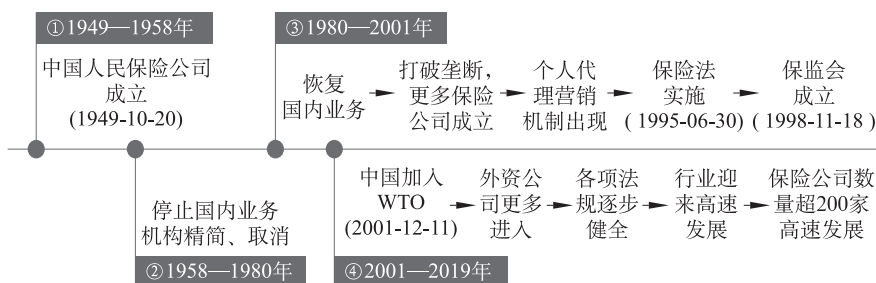 ①1949—1958年
中国人民保险公司
成立
(1949-10-20)
③1980—2001年
恢复
国内业务
打破垄断，
更多保险
公司成立
个人代
理营销
机制出现
保险法
实施
(1995-06-30)
保监会
成立
(1998-11-18)
停止国内业务
机构精简、取消
②1958—1980年
中国加入
WTO
(2001-12-11)
外资公
司更多
进入
各项法
规逐步
健全
行业迎
来高速
发展
保险公司数
量超200家
高速发展
④2001—2019年